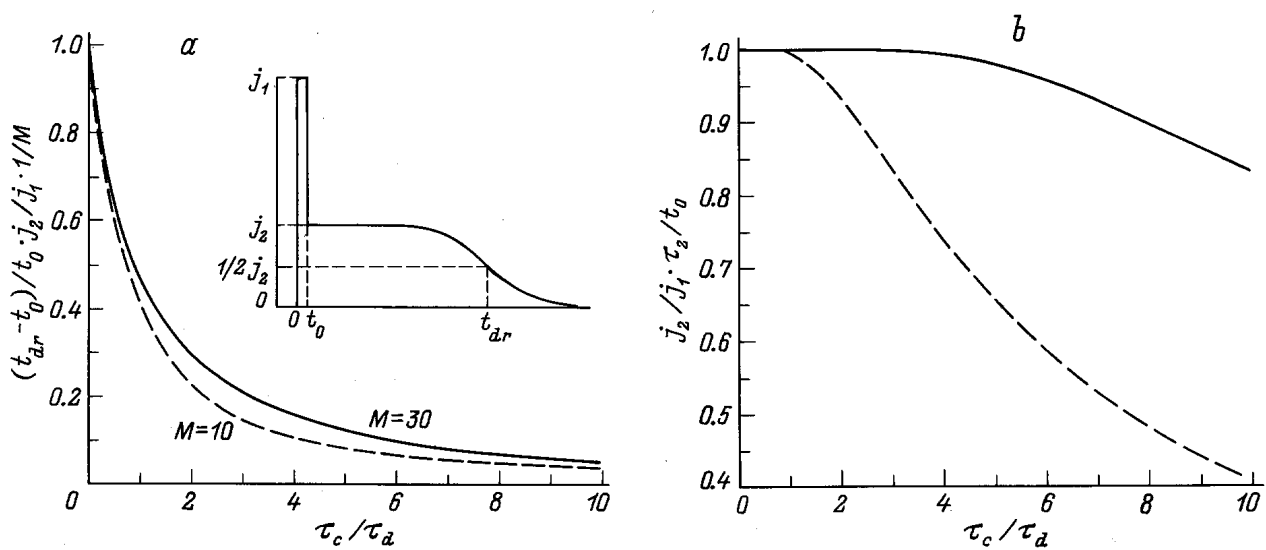 a
(t_dr - t_0)/t_0 · j_2/j_1 · 1/M
1.0
0.8
0.6
0.4
0.2
0
2
4
6
8
10
τ_c/τ_d
M=30
M=10
j_1
j_2
1/2 j_2
0
0
t_0
t_dr
b
j_2/j_1 · τ_2/t_0
1.0
0.9
0.8
0.7
0.6
0.5
0.4
0
2
4
6
8
10
τ_c/τ_d